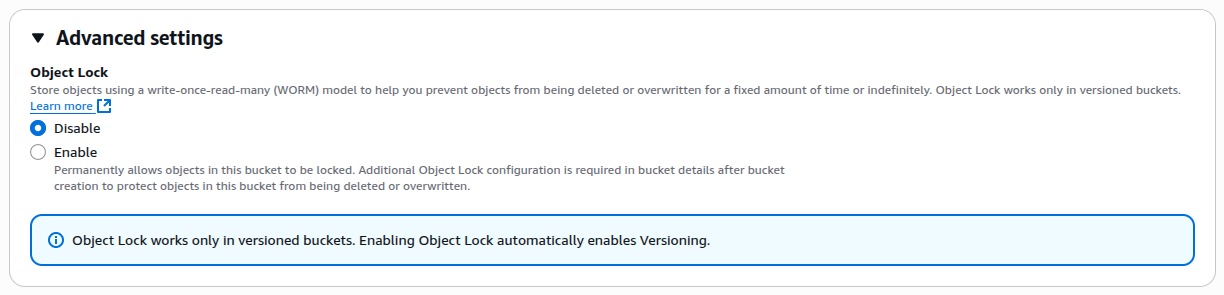 Advanced settings
Object Lock
Store objects using a write-once-read-many (WORM) model to help you prevent objects from being deleted or overwritten for a fixed amount of time or indefinitely. Object Lock works only in versioned buckets.
Learn more
Disable
Enable
Permanently allows objects in this bucket to be locked. Additional Object Lock configuration is required in bucket details after bucket
creation to protect objects in this bucket from being deleted or overwritten.
Object Lock works only in versioned buckets. Enabling Object Lock automatically enables Versioning.